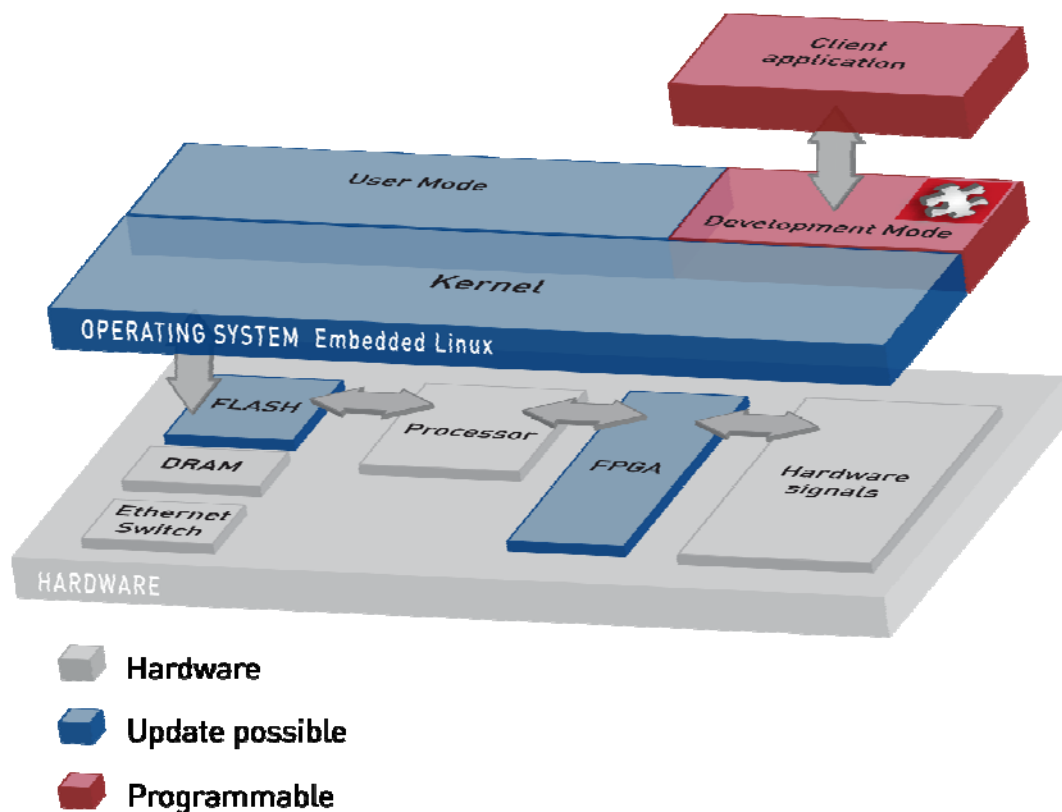 Client
application
User Mode
Development Mode
Kernel
OPERATING SYSTEM Embedded Linux
FLASH
Processor
DRAM
FPGA
Hardware
signals
Ethernet
Switch
HARDWARE
Hardware
Update possible
Programmable